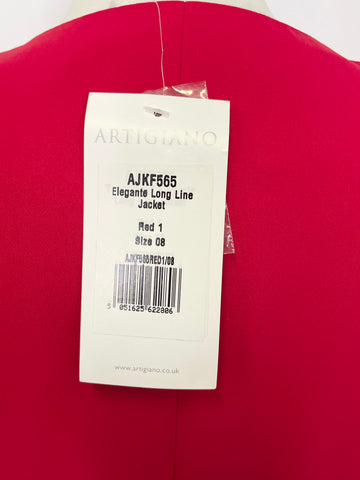 ARTIGIANO
AJKF565
Elegante Long Line
Jacket
Red 1
Size 08
AJKF565RED1/08
5 051625 622806
www.artigiano.co.uk